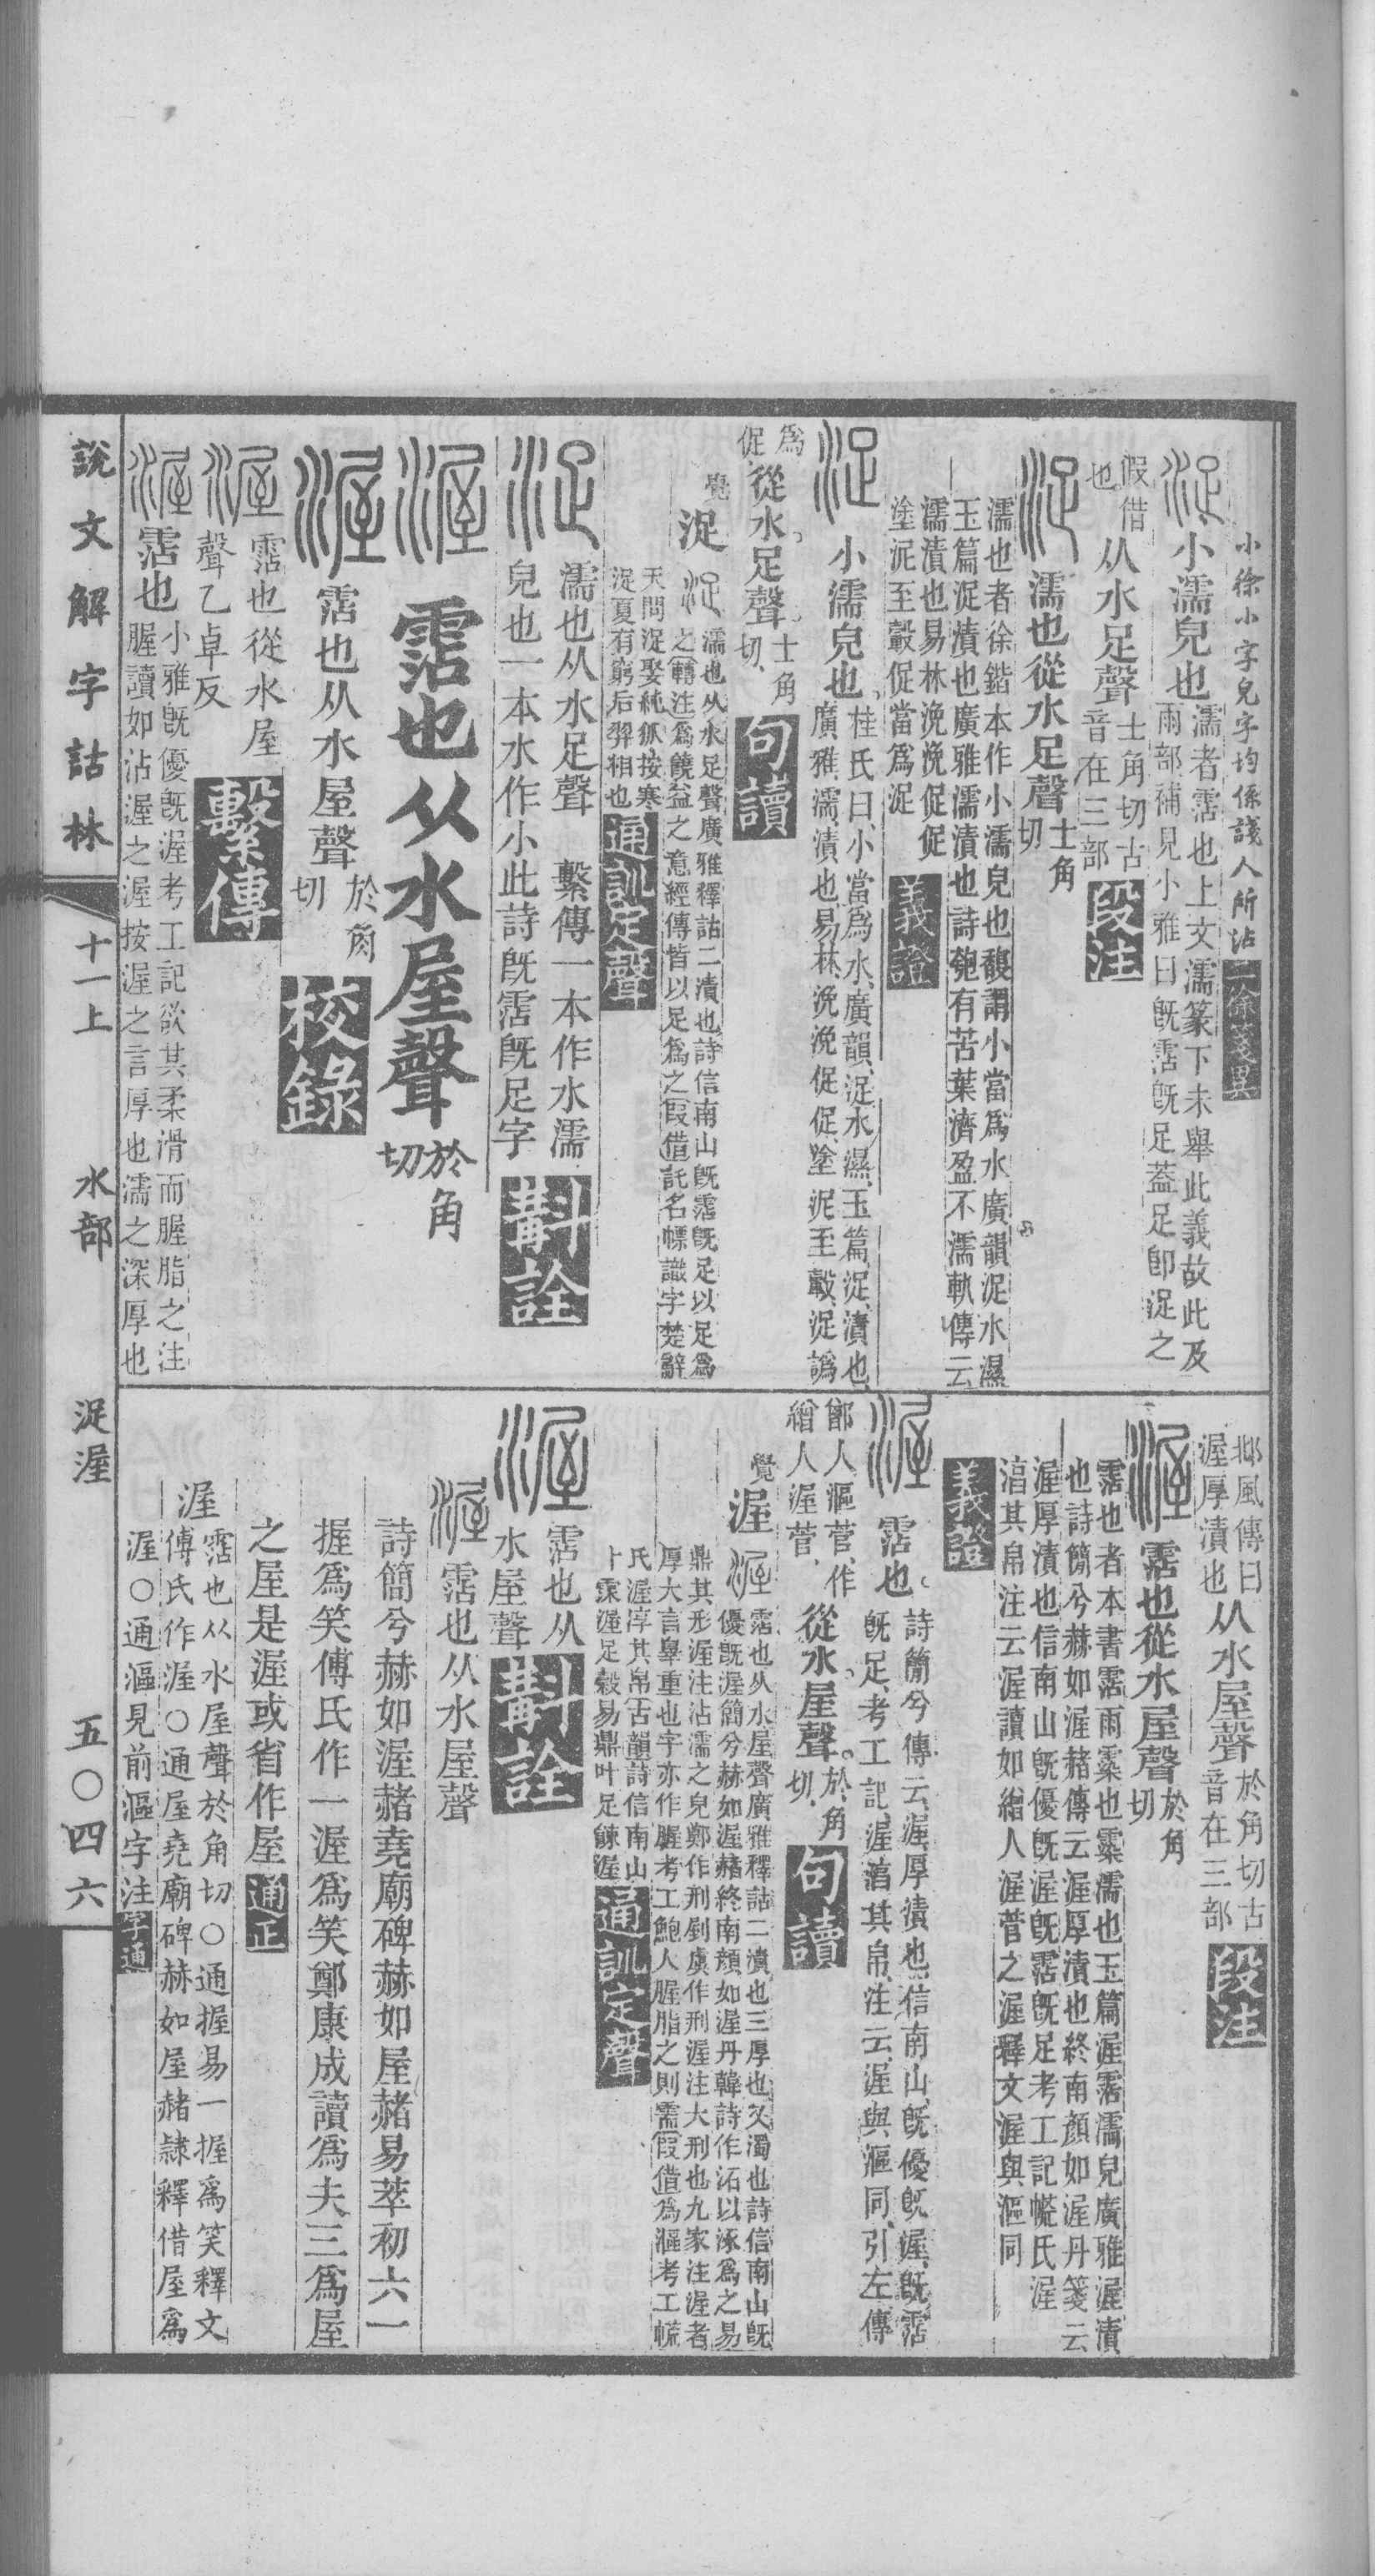 小徐小字皃字均係淺人所沾二徐箋異
浞小濡皃也濡者霑也上文濡篆下未舉此義故此及
雨部補見小雅曰既霑既足蓋足卽浞之
假借
也从水足聲士角切古
音在三部段注
浞濡也從水足聲士角
切
濡也者徐鍇本作小濡皃也馥謂小當爲水廣韻浞水濕
玉篇浞漬也廣雅濡漬也詩匏有苦葉濟盈不濡軌傳云
濡漬也易林浼浼促促
塗泥至轂促當爲浞義證
浞小濡皃也桂氏曰小當爲水廣韻浞水濕玉篇浞漬也
廣雅濡漬也易林浼浼促促塗泥至轂浞譌
爲
促從水足聲士角
切句讀
覺
浞浞濡也从水足聲廣雅釋詁二漬也詩信南山既霑既足以足爲
之轉注爲饒益之意經傳皆以足爲之假借託名幖識字楚辭
天問浞娶純狐按寒
浞夏有窮后羿相也通訓定聲
浞濡也从水足聲 繫傳一本作水濡
皃也一本水作小此詩既霑既足字斠詮
渥霑也从水屋聲於角
切
渥霑也从水屋聲於角
切校錄
渥霑也從水屋
聲乙卓反繫傳
渥霑也小雅既優既渥考工記欲其柔滑而腥脂之注
腥讀如沾渥之渥按渥之言厚也濡之深厚也
邶風傳曰
渥厚漬也从水屋聲於角切古
音在三部段注
渥霑也從水屋聲於角
切
霑也者本書霑雨霂也霂濡也玉篇渥霑濡皃廣雅渥漬
也詩簡兮赫如渥赭傳云渥厚漬也終南顏如渥丹箋云
渥厚漬也信南山既優既渥既霑既足考工記㡛氏渥
淳其帛注云渥讀如繒人渥菅之渥釋文渥與漚同
義證
渥霑也詩簡兮傳云渥厚漬也信南山既優既渥既霑
既足考工記渥淳其帛注云渥與漚同引左傳
鄫人漚菅作
繒人渥菅從水屋聲於角
切句讀
覺
渥渥霑也从水屋聲廣雅釋詁二漬也三厚也又濁也詩信南山既
優既渥簡兮赫如渥赭終南顏如渥丹韓詩作沰以涿爲之易
鼎其形渥注沾濡之皃鄭作刑劇虞作刑渥注大刑也九家注渥者
厚大言辠重也字亦作腥考工鮑人腥脂之則需假借爲漚考工㡛
氏渥淳其帛古韻詩信南山
卜霂渥足穀易鼎叶足餗渥通訓定聲
渥霑也从
水屋聲斠詮
渥霑也从水屋聲
詩簡兮赫如渥赭堯廟碑赫如屋赭易萃初六一
握爲笑傅氏作一渥爲笑鄭康成讀爲夫三爲屋
之屋是渥或省作屋通正
渥霑也从水屋聲於角切○通握易一握爲笑釋文
傅氏作渥○通屋堯廟碑赫如屋赭隷釋借屋爲
渥○通漚見前漚字注字通
說文解字詁林 十一上 水部 浞渥 五〇四六